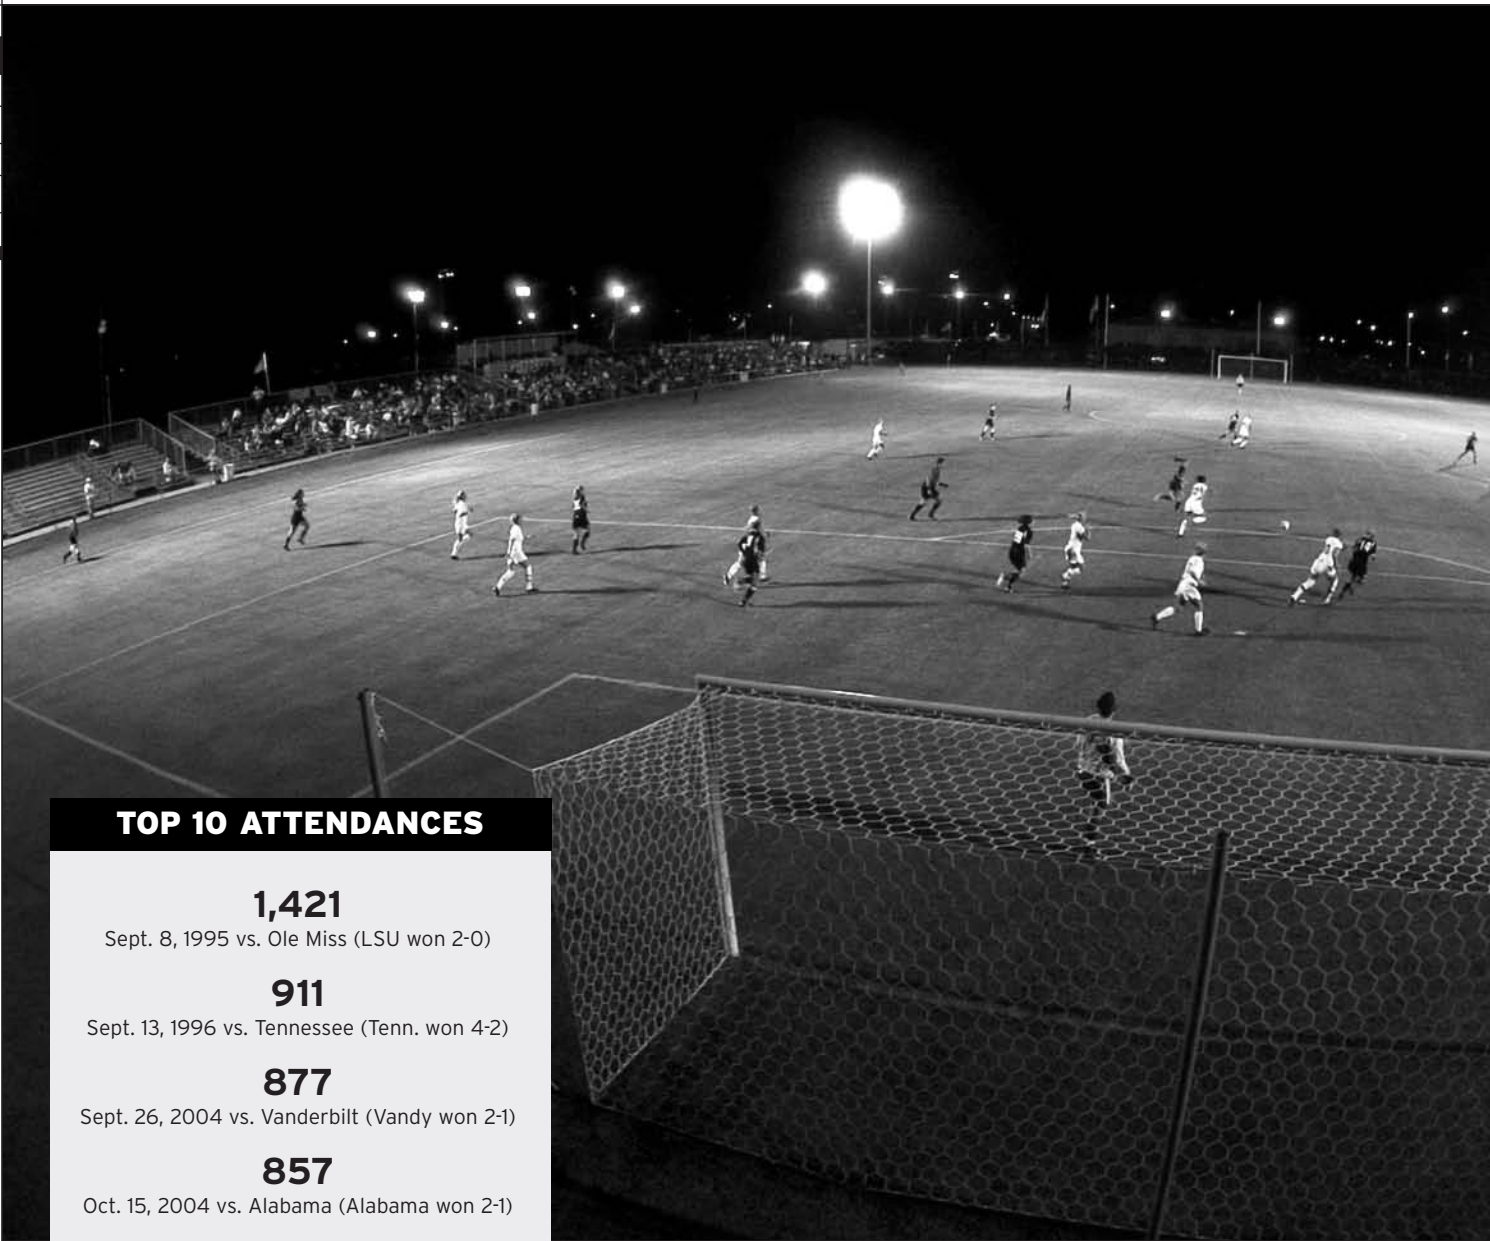 TOP 10 ATTENDANCES
1,421
Sept. 8, 1995 vs. Ole Miss (LSU won 2-0)
911
Sept. 13, 1996 vs. Tennessee (Tenn. won 4-2)
877
Sept. 26, 2004 vs. Vanderbilt (Vandy won 2-1)
857
Oct. 15, 2004 vs. Alabama (Alabama won 2-1)